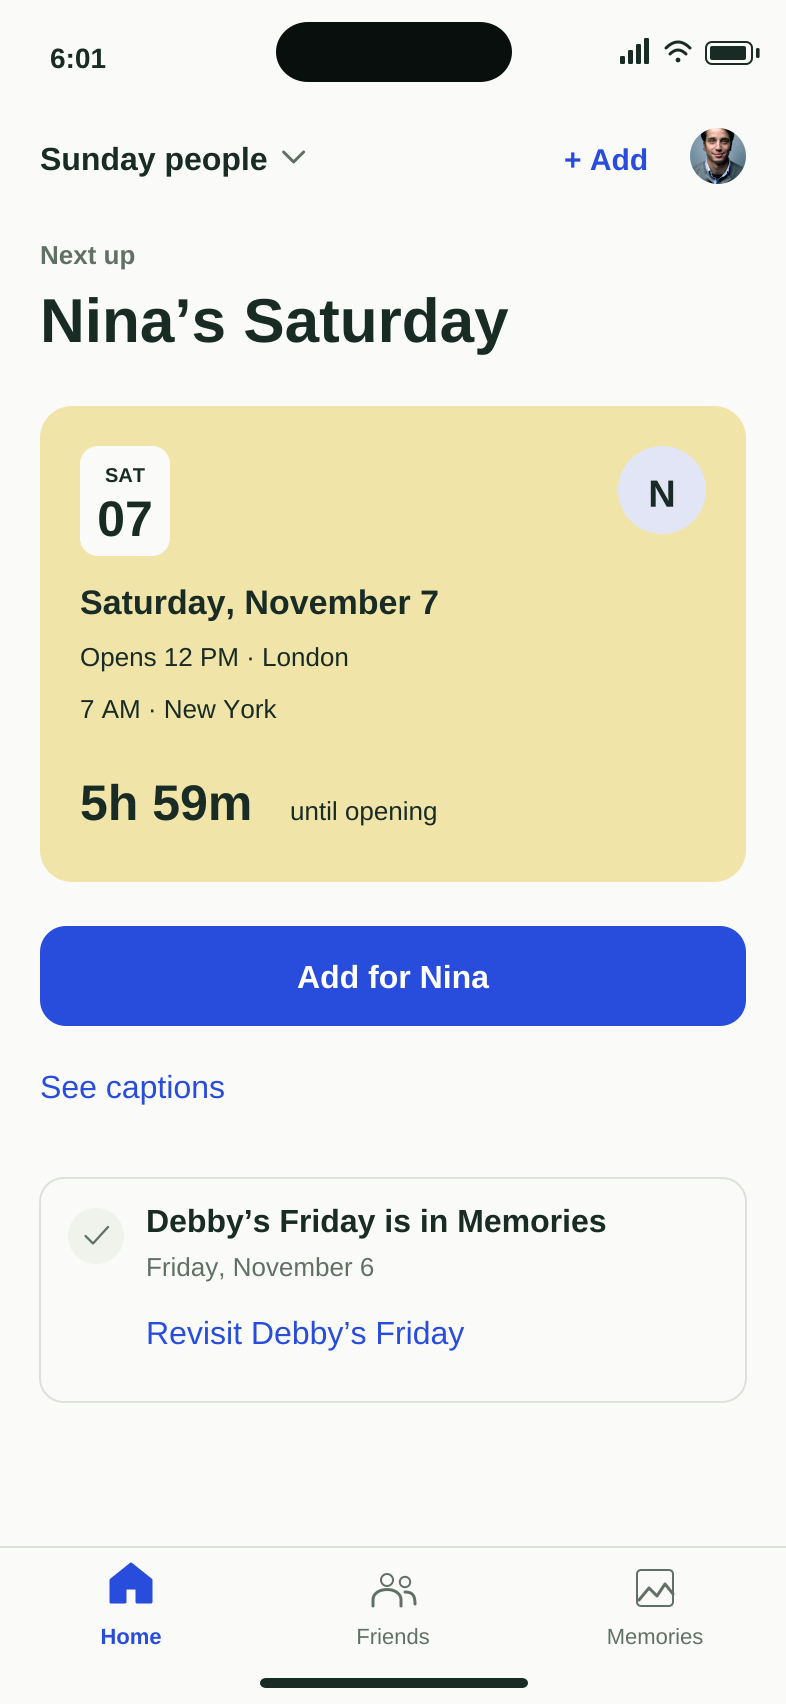 6:01
Sunday people
+ Add
Next up
Nina’s Saturday
SAT
07
N
Saturday, November 7
Opens 12 PM · London
7 AM · New York
5h 59m until opening
Add for Nina
See captions
Debby’s Friday is in Memories
Friday, November 6
Revisit Debby’s Friday
Home
Friends
Memories